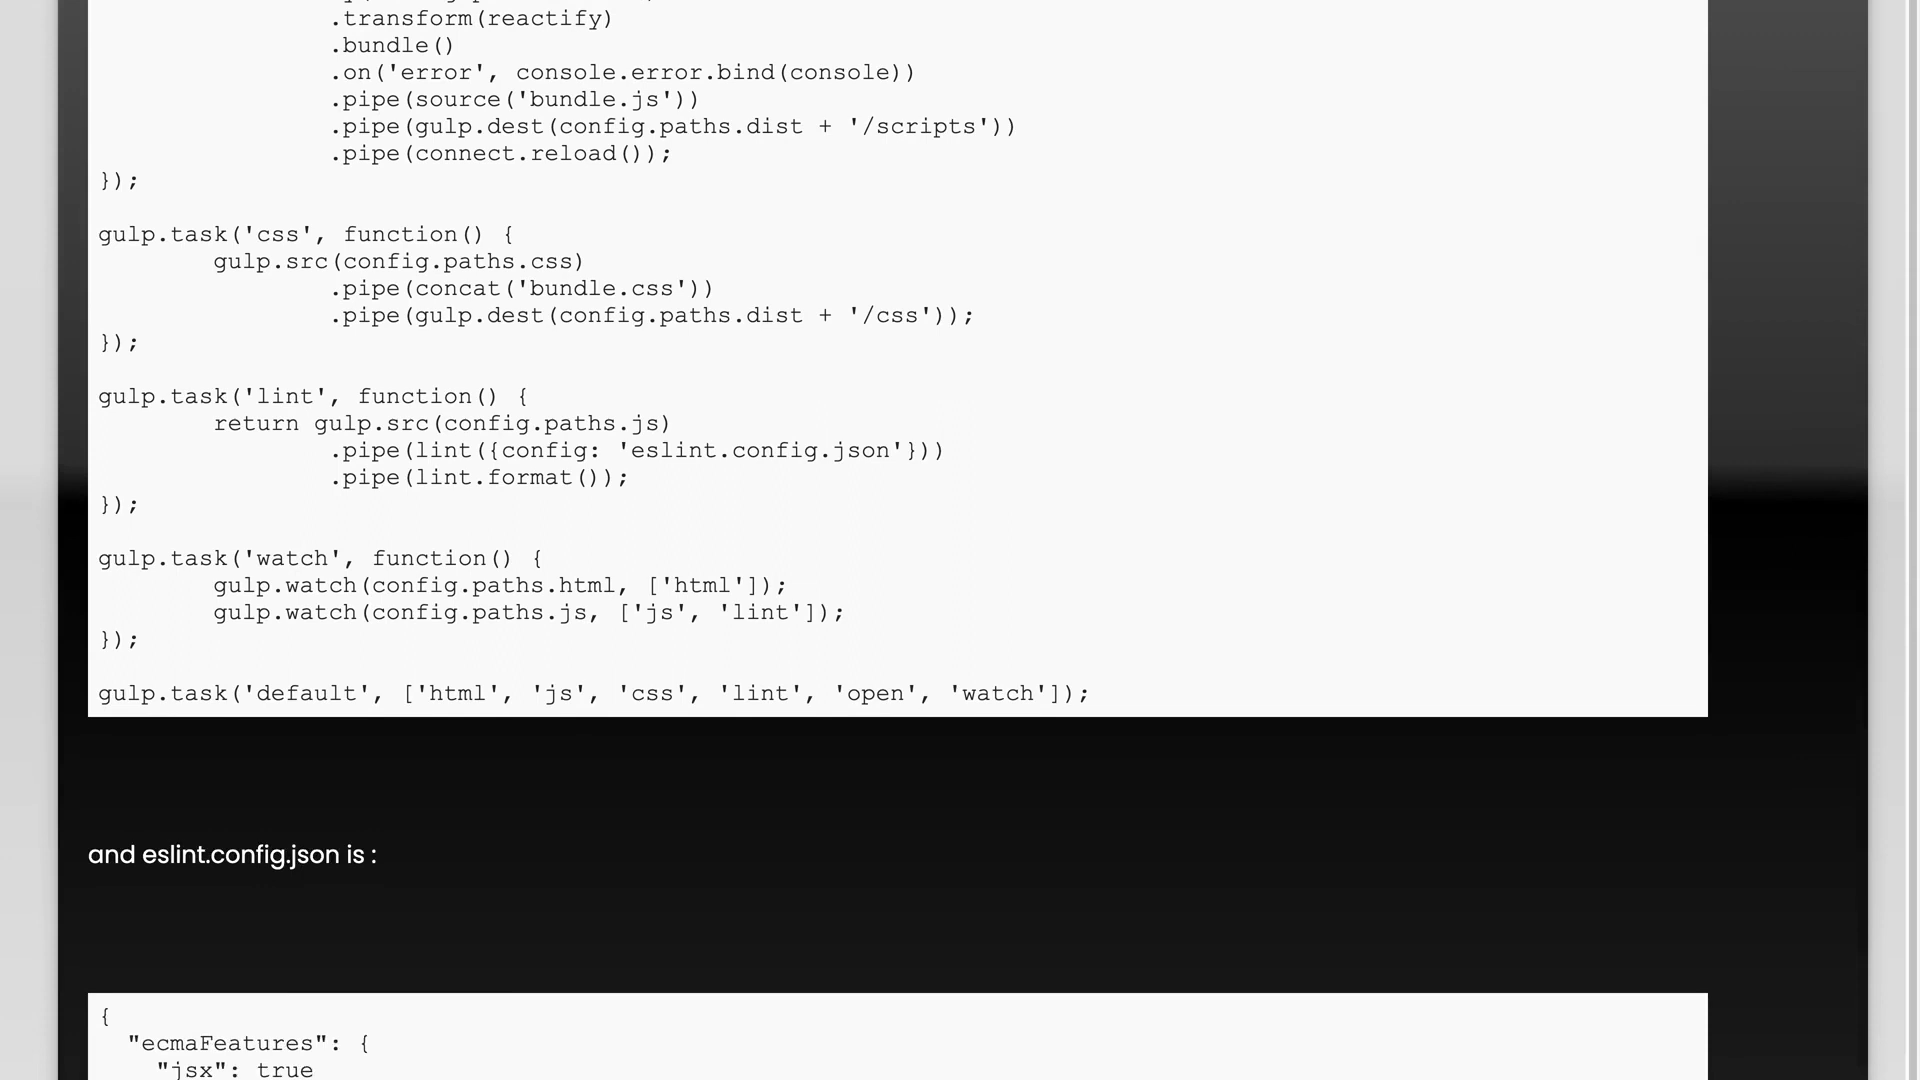 .transform(reactify)
.bundle()
.on('error', console.error.bind(console))
.pipe(source('bundle.js'))
.pipe(gulp.dest(config.paths.dist + '/scripts'))
.pipe(connect.reload());
});
gulp.task('css', function() {
gulp.src(config.paths.css)
.pipe(concat('bundle.css'))
.pipe(gulp.dest(config.paths.dist + '/css'));
});
gulp.task('lint', function() {
return gulp.src(config.paths.js)
.pipe(lint({config: 'eslint.config.json'}))
.pipe(lint.format());
});
gulp.task('watch', function() {
gulp.watch(config.paths.html, ['html']);
gulp.watch(config.paths.js, ['js', 'lint']);
});
gulp.task('default', ['html', 'js', 'css', 'lint', 'open', 'watch']);
and eslint.config.json is :
{
"ecmaFeatures": {
"jsx": true